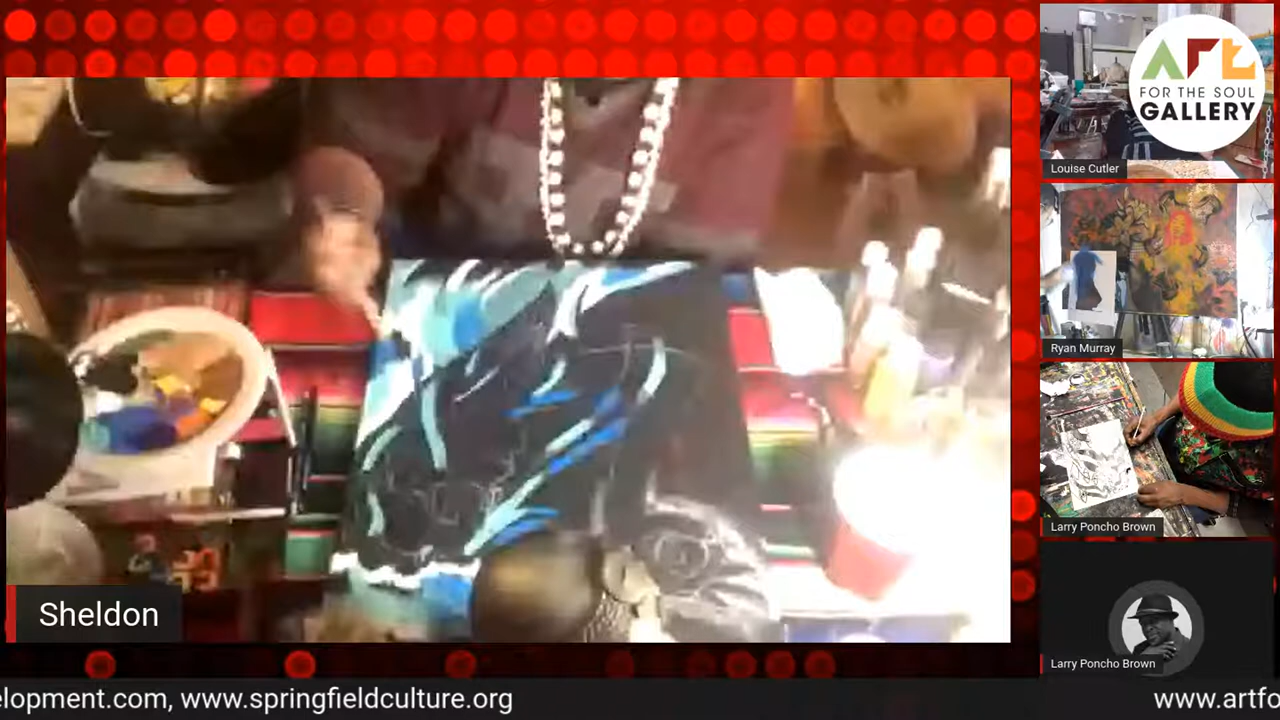 ART
FOR THE SOUL
GALLERY
Louise Cutler
Ryan Murray
Larry Poncho Brown
Larry Poncho Brown
Sheldon
elopment.com, www.springfieldculture.org
www.artfo